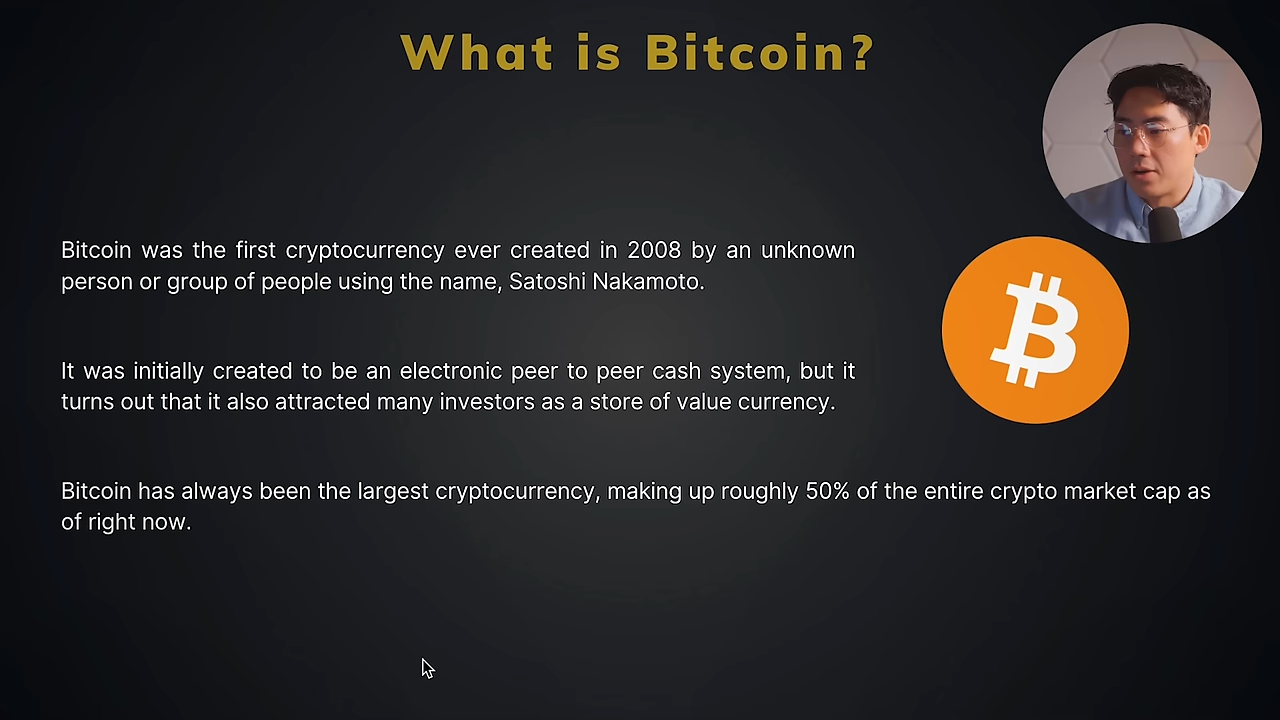 What is Bitcoin?
Bitcoin was the first cryptocurrency ever created in 2008 by an unknown
person or group of people using the name, Satoshi Nakamoto.
It was initially created to be an electronic peer to peer cash system, but it
turns out that it also attracted many investors as a store of value currency.
Bitcoin has always been the largest cryptocurrency, making up roughly 50% of the entire crypto market cap as
of right now.